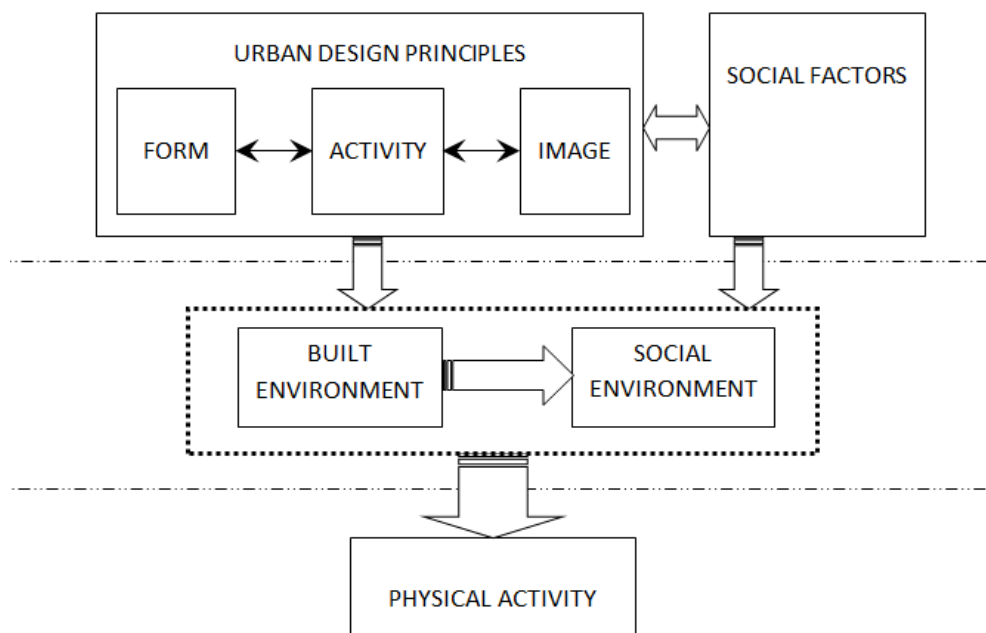 URBAN DESIGN PRINCIPLES
SOCIAL FACTORS
FORM
ACTIVITY
IMAGE
BUILT
ENVIRONMENT
SOCIAL
ENVIRONMENT
PHYSICAL ACTIVITY